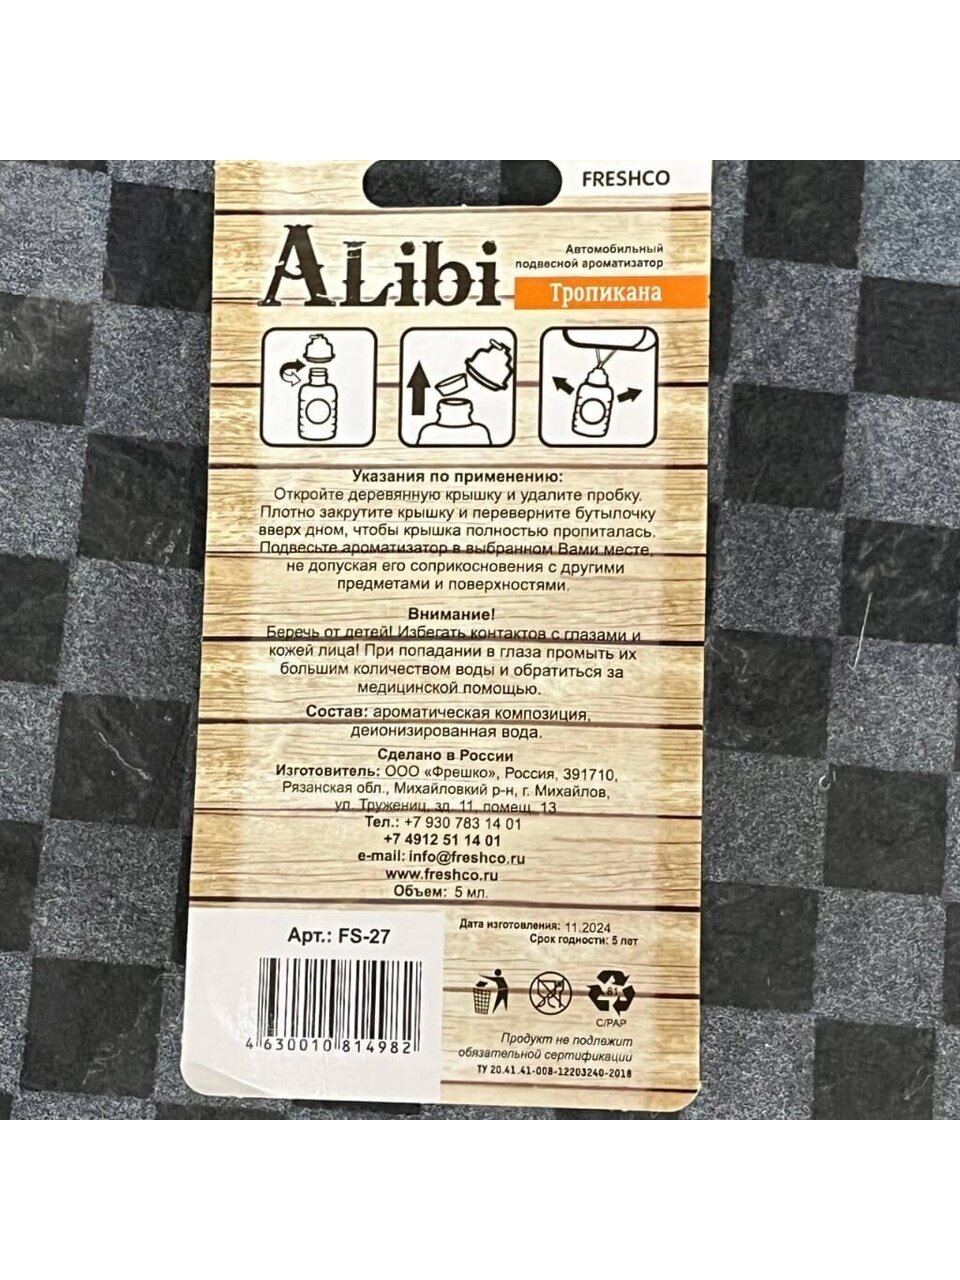 FRESHCO
ALibi
Автомобильный
подвесной ароматизатор
Тропикана
Указания по применению:
Откройте деревянную крышку и удалите пробку.
Плотно закрутите крышку и переверните бутылочку
вверх дном, чтобы крышка полностью пропиталась.
Подвесьте ароматизатор в выбранном Вами месте,
не допуская его соприкосновения с другими
предметами и поверхностями.
Внимание!
Беречь от детей! Избегать контактов с глазами и
кожей лица! При попадании в глаза промыть их
большим количеством воды и обратиться за
медицинской помощью.
Состав: ароматическая композиция,
деионизированная вода.
Сделано в России
Изготовитель: ООО «Фрешко», Россия, 391710,
Рязанская обл., Михайловкий р-н, г. Михайлов,
ул. Тружениц, зд. 11, помещ. 13
Тел.: +7 930 783 14 01
+7 4912 51 14 01
e-mail: info@freshco.ru
www.freshco.ru
Объем: 5 мл.
Арт.: FS-27
4 630010 814982
Дата изготовления: 11.2024
Срок годности: 5 лет
81
C/PAP
Продукт не подлежит
обязательной сертификации
ТУ 20.41.41-008-12203240-2018